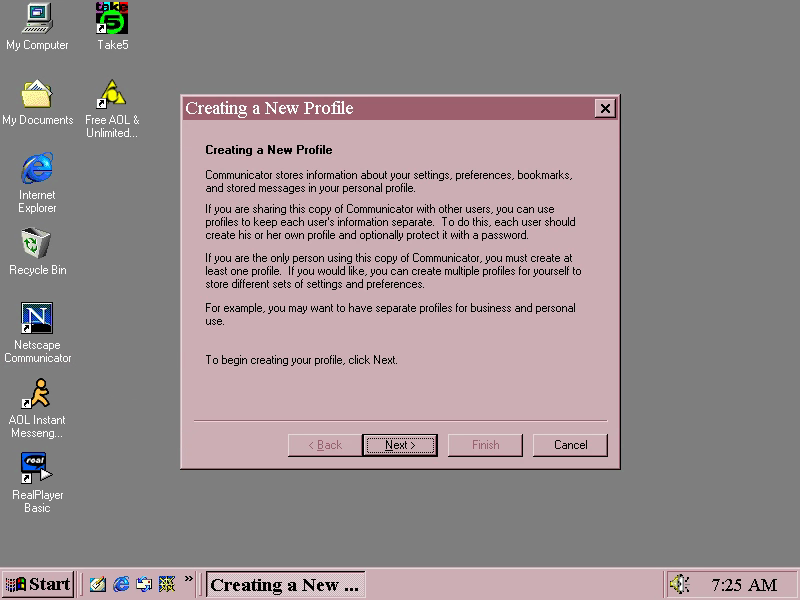 My Computer
Take5
My Documents
Free AOL &
Unlimited...
Internet
Explorer
Recycle Bin
Netscape
Communicator
AOL Instant
Messeng...
real
RealPlayer
Basic
Creating a New Profile
Creating a New Profile
Communicator stores information about your settings, preferences, bookmarks,
and stored messages in your personal profile.
If you are sharing this copy of Communicator with other users, you can use
profiles to keep each user's information separate.  To do this, each user should
create his or her own profile and optionally protect it with a password.
If you are the only person using this copy of Communicator, you must create at
least one profile.  If you would like, you can create multiple profiles for yourself to
store different sets of settings and preferences.
For example, you may want to have separate profiles for business and personal
use.
To begin creating your profile, click Next.
< Back
Next >
Finish
Cancel
Start
»
Creating a New ...
7:25 AM